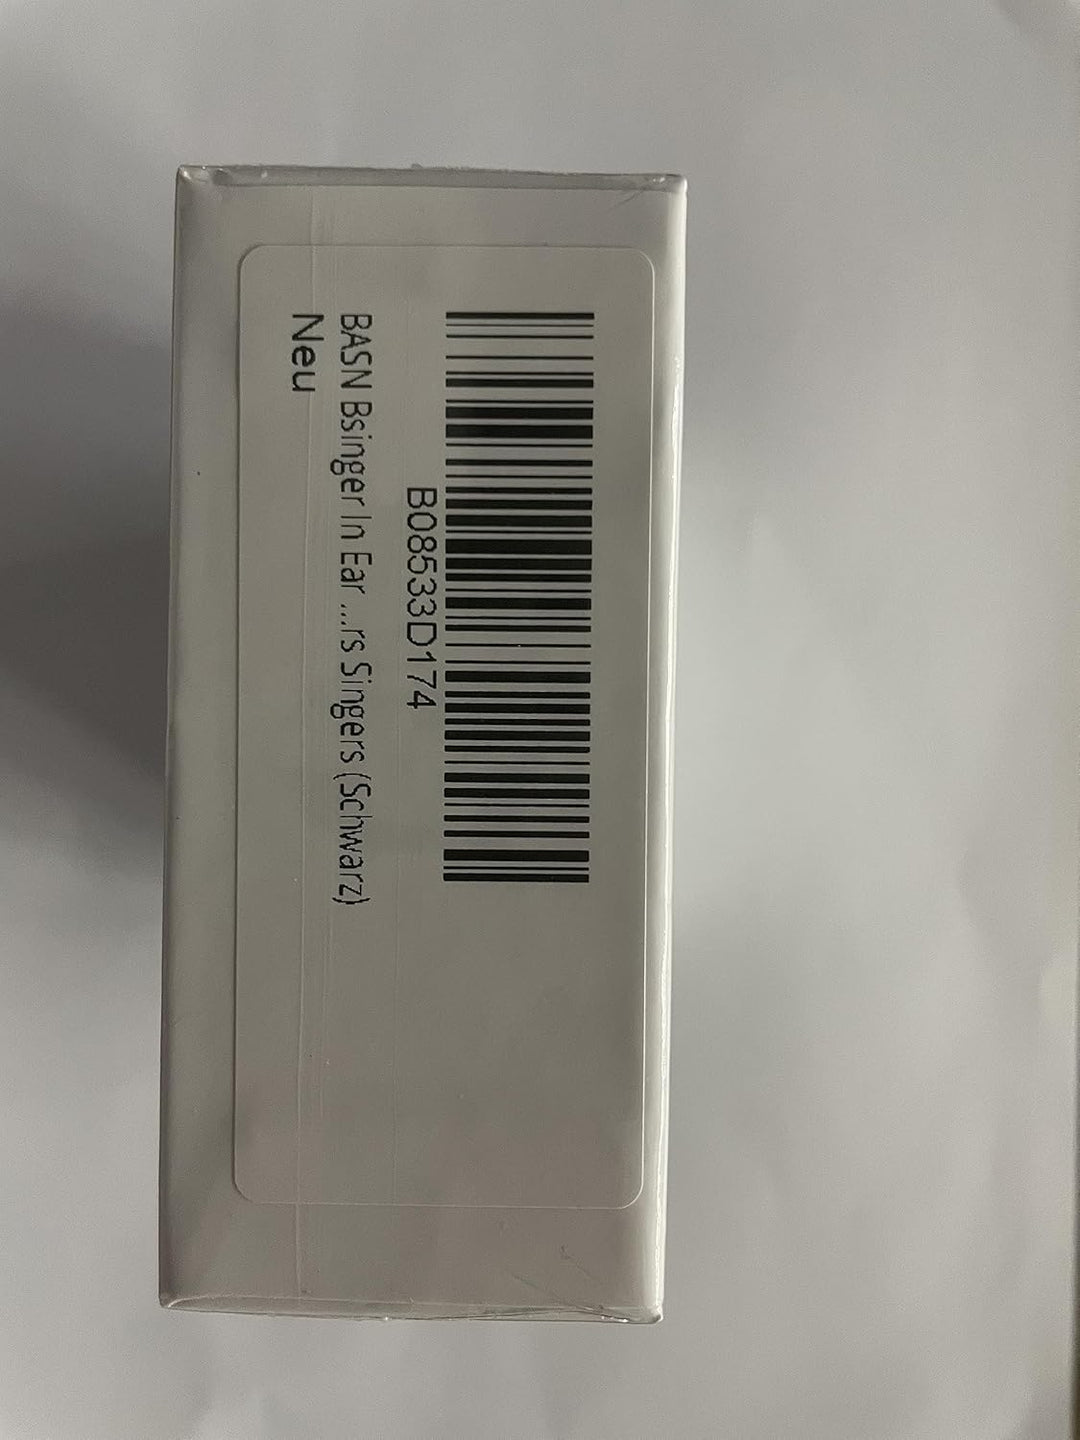 B08533D174
BASN Bsinger In Ear ...rs Singers (Schwarz)
Neu